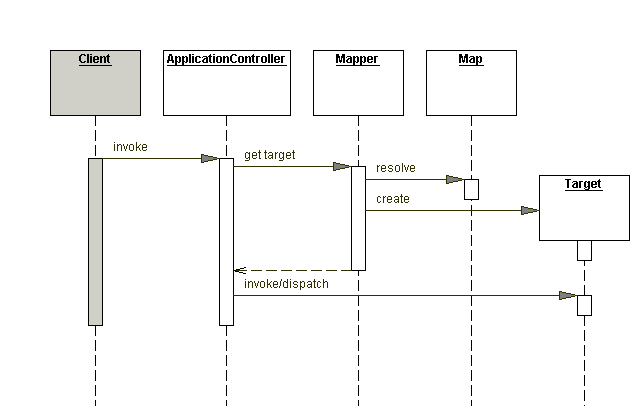 Client
ApplicationController
Mapper
Map
invoke
get target
resolve
Target
create
invoke/dispatch